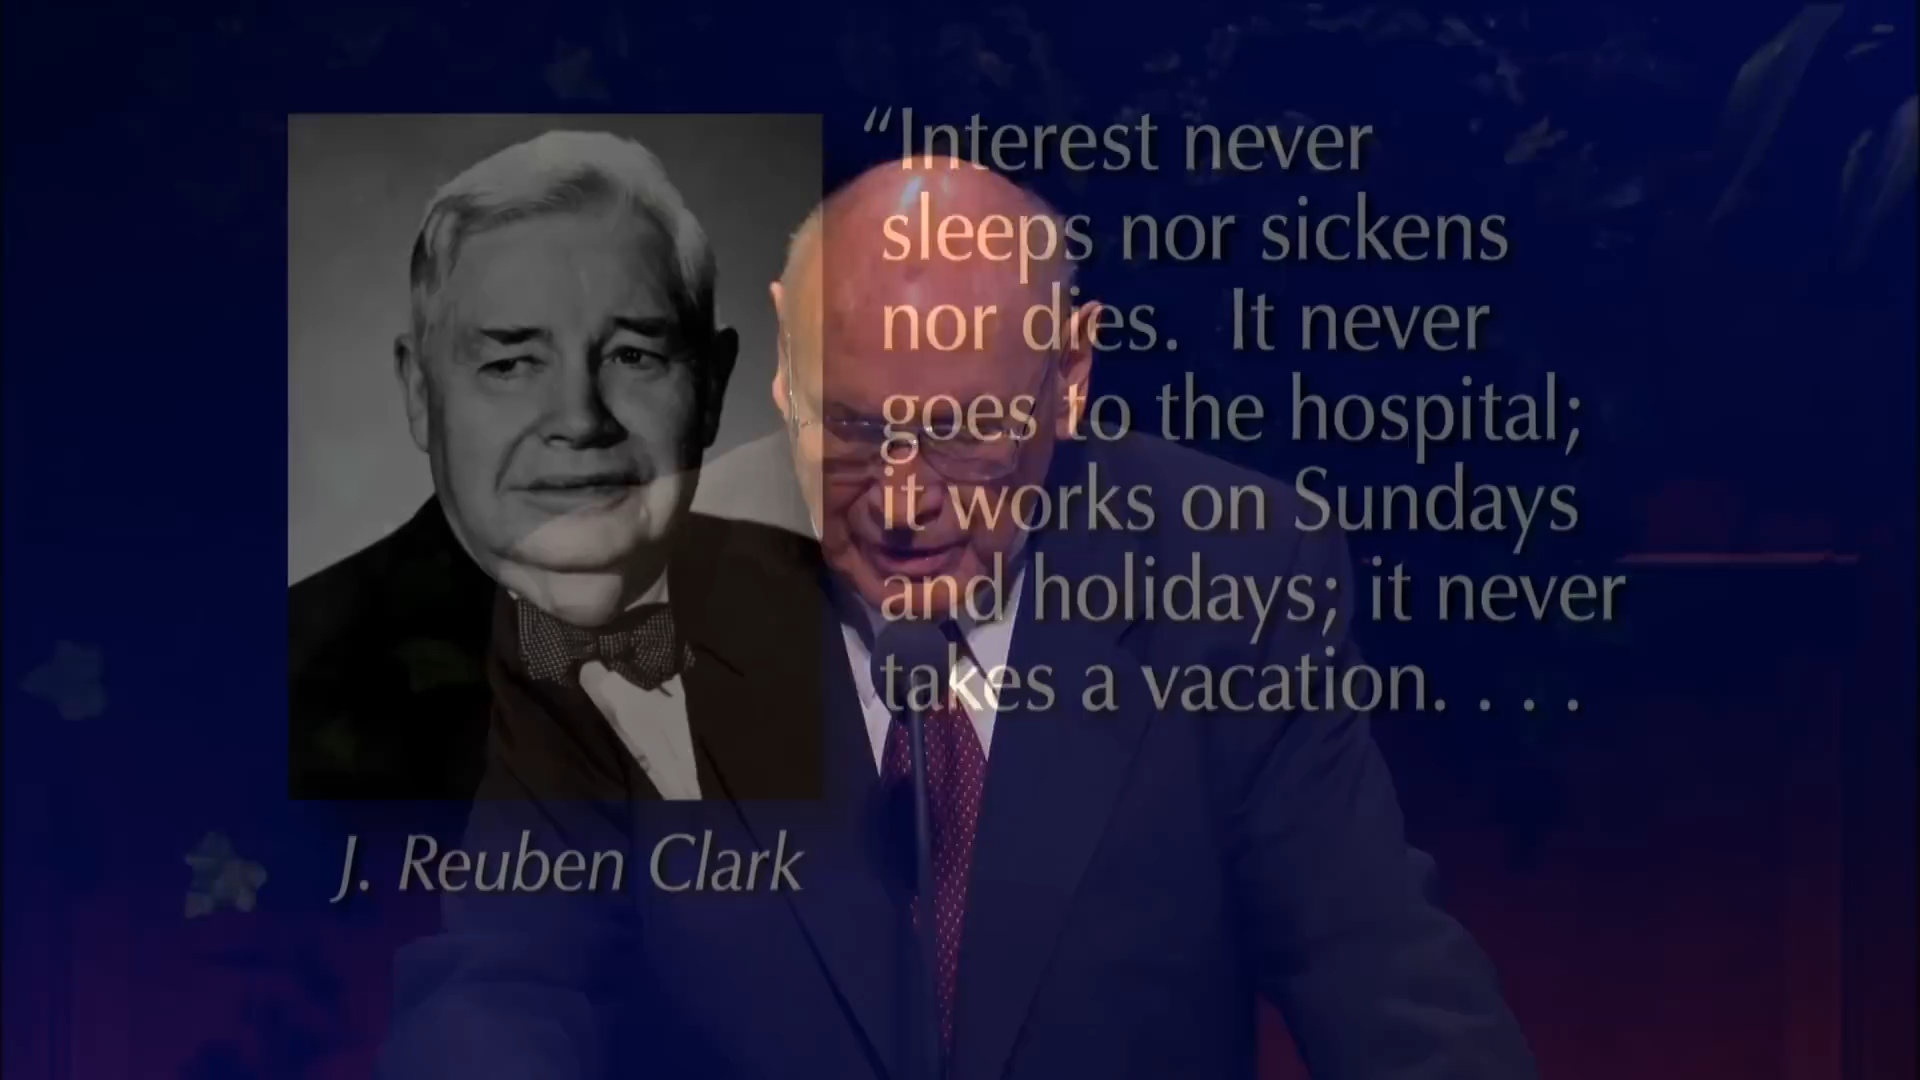 “Interest never
sleeps nor sickens
nor dies.  It never
goes to the hospital;
it works on Sundays
and holidays; it never
takes a vacation. . . .
J. Reuben Clark